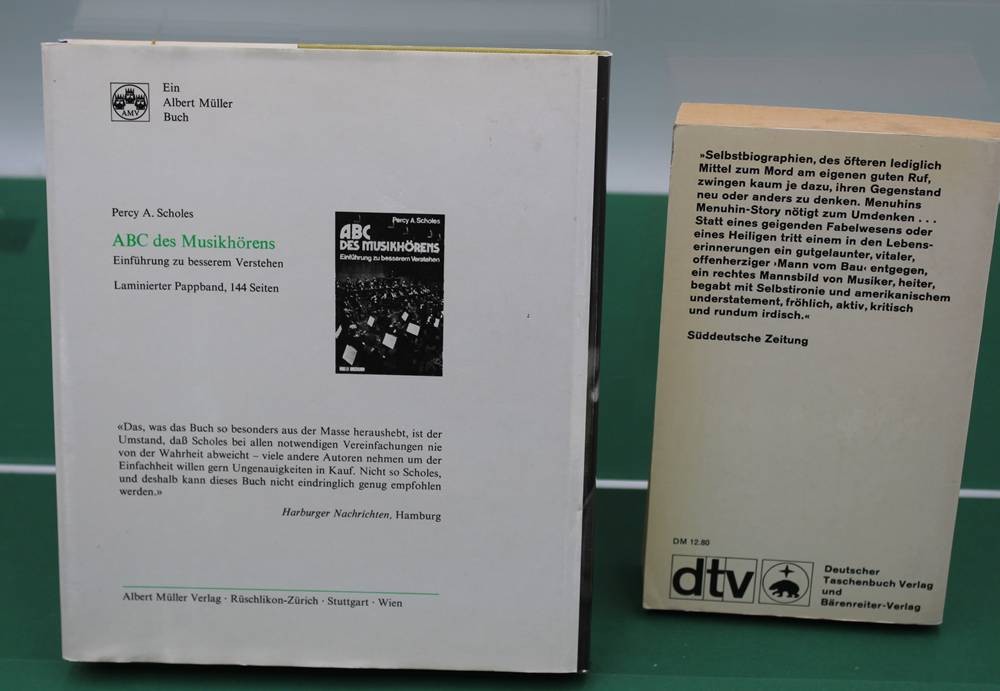 Ein
Albert Müller
Buch
AMV
Percy A. Scholes
ABC des Musikhörens
Einführung zu besserem Verstehen
Laminierter Pappband, 144 Seiten
Percy A. Scholes
ABC
DES MUSIKHÖRENS
Einführung zu besserem Verstehen
«Das, was das Buch so besonders aus der Masse heraushebt, ist der
Umstand, daß Scholes bei allen notwendigen Vereinfachungen nie
von der Wahrheit abweicht – viele andere Autoren nehmen um der
Einfachheit willen gern Ungenauigkeiten in Kauf. Nicht so Scholes,
und deshalb kann dieses Buch nicht eindringlich genug empfohlen
werden.»
Harburger Nachrichten, Hamburg
Albert Müller Verlag · Rüschlikon-Zürich · Stuttgart · Wien
»Selbstbiographien, des öfteren lediglich
Mittel zum Mord am eigenen guten Ruf,
zwingen kaum je dazu, ihren Gegenstand
neu oder anders zu denken. Menuhins
Menuhin-Story nötigt zum Umdenken . . .
Statt eines geigenden Fabelwesens oder
eines Heiligen tritt einem in den Lebens-
erinnerungen ein gutgelaunter, vitaler,
offenherziger ›Mann vom Bau‹ entgegen,
ein rechtes Mannsbild von Musiker, heiter,
begabt mit Selbstironie und amerikanischem
understatement, fröhlich, aktiv, kritisch
und rundum irdisch.«
Süddeutsche Zeitung
DM 12.80
dtv
Deutscher
Taschenbuch Verlag
und
Bärenreiter-Verlag